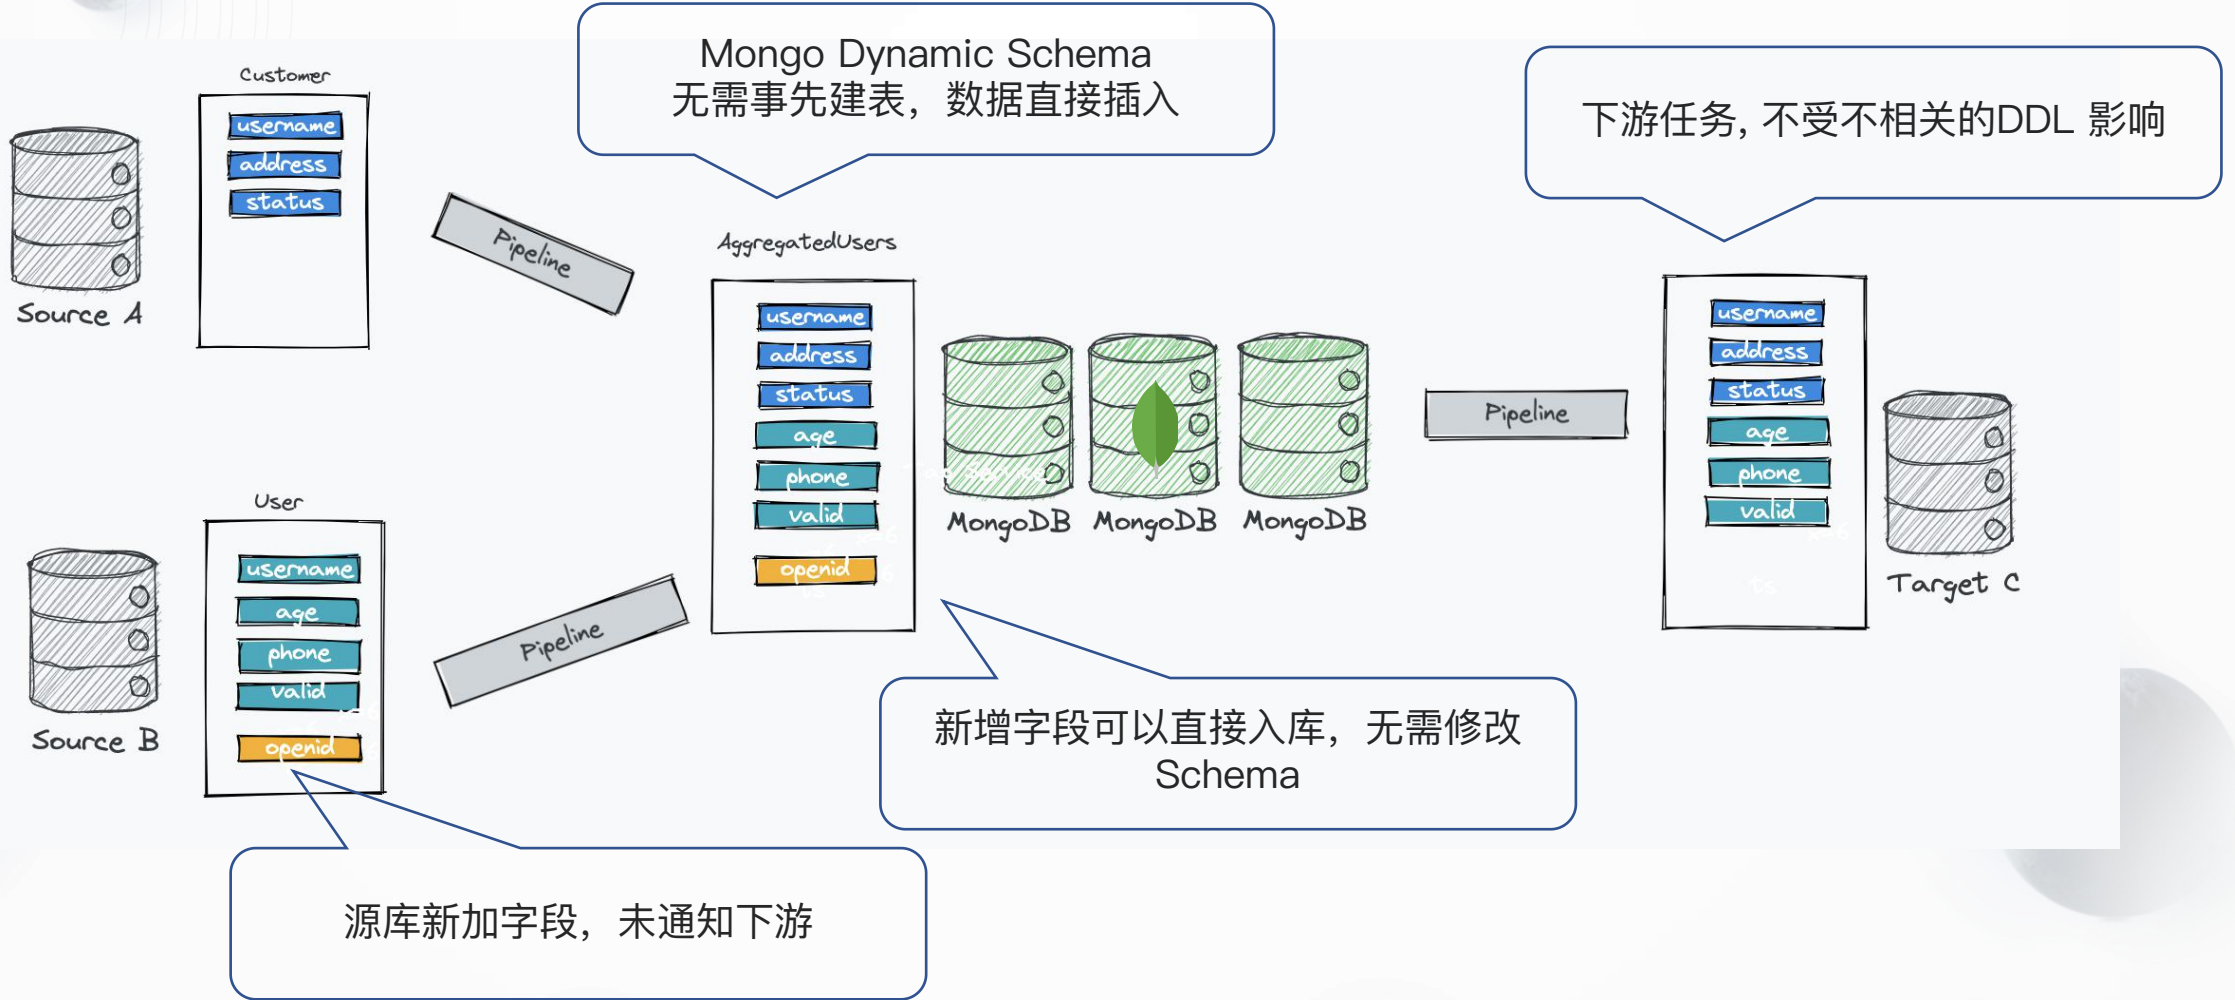 Mongo Dynamic Schema
无需事先建表，数据直接插入
下游任务, 不受不相关的DDL 影响
Customer
username
address
status
Source A
Pipeline
AggregatedUsers
username
address
status
age
phone
valid
openid
MongoDB
MongoDB
MongoDB
Pipeline
username
address
status
age
phone
valid
ts
Target C
User
username
age
phone
valid
openid
Source B
Pipeline
新增字段可以直接入库，无需修改
Schema
源库新加字段，未通知下游